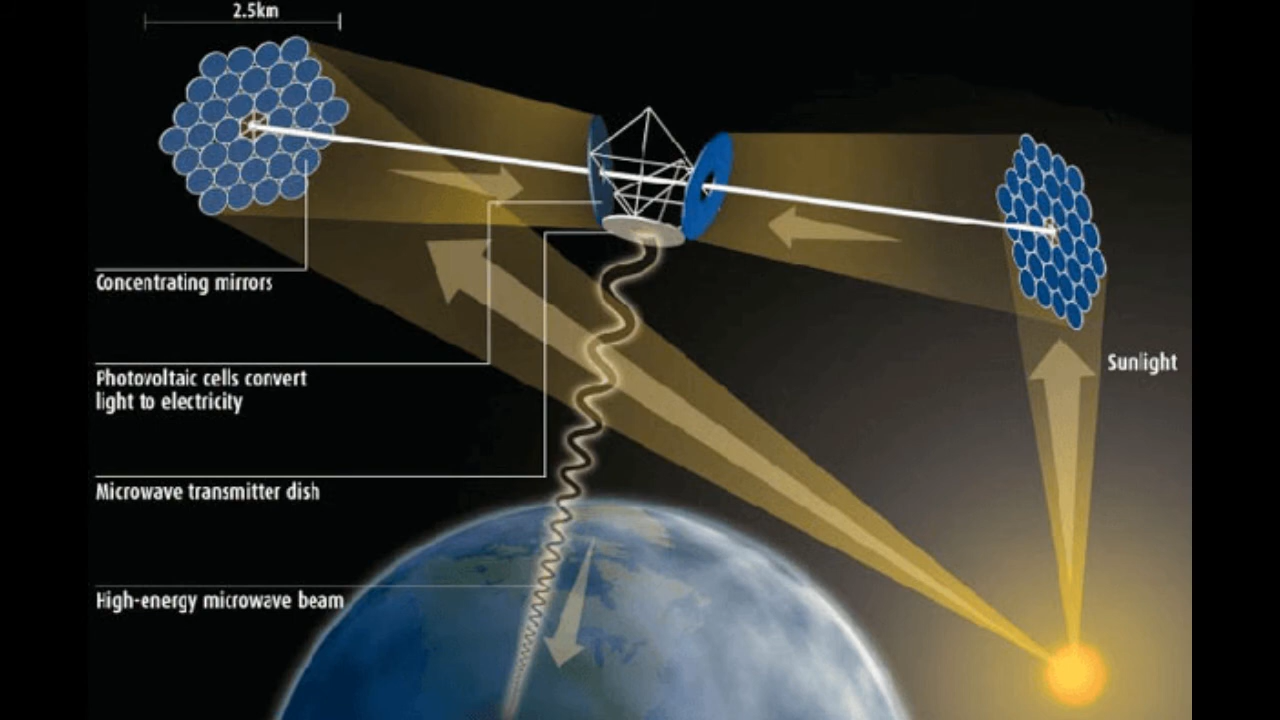 2.5km
Concentrating mirrors
Photovoltaic cells convert
light to electricity
Microwave transmitter dish
High-energy microwave beam
Sunlight